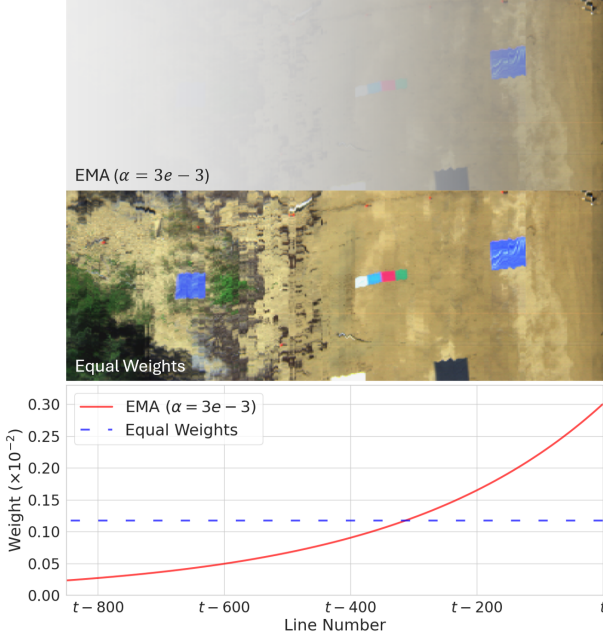 EMA (α = 3e − 3)
Equal Weights
EMA (α = 3e − 3)
Equal Weights
Weight (×10⁻²)
0.30
0.25
0.20
0.15
0.10
0.05
0.00
t − 800
t − 600
t − 400
t − 200
t
Line Number